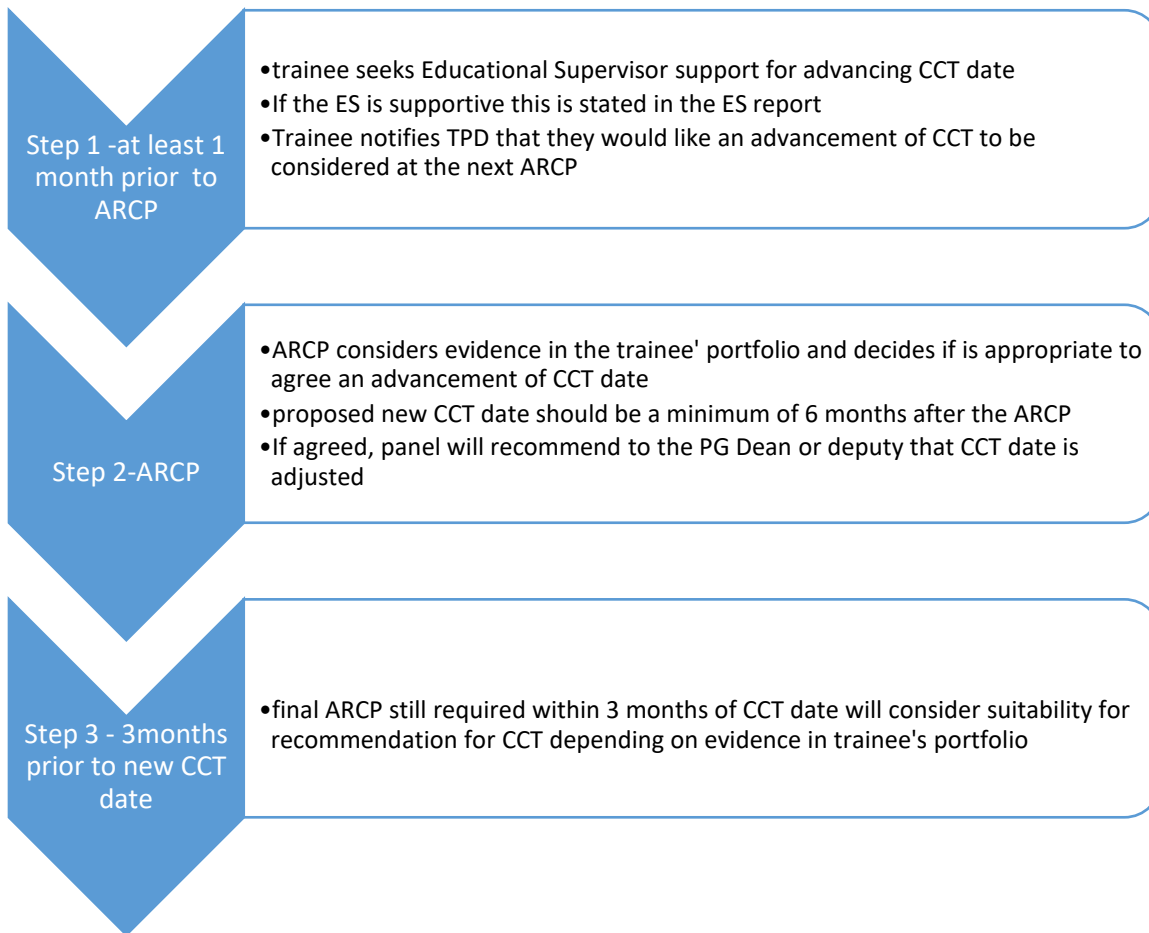 Step 1 -at least 1
month prior  to
ARCP
•trainee seeks Educational Supervisor support for advancing CCT date
•If the ES is supportive this is stated in the ES report
•Trainee notifies TPD that they would like an advancement of CCT to be
considered at the next ARCP
Step 2-ARCP
•ARCP considers evidence in the trainee' portfolio and decides if is appropriate to
agree an advancement of CCT date
•proposed new CCT date should be a minimum of 6 months after the ARCP
•If agreed, panel will recommend to the PG Dean or deputy that CCT date is
adjusted
Step 3 - 3months
prior to new CCT
date
•final ARCP still required within 3 months of CCT date will consider suitability for
recommendation for CCT depending on evidence in trainee's portfolio